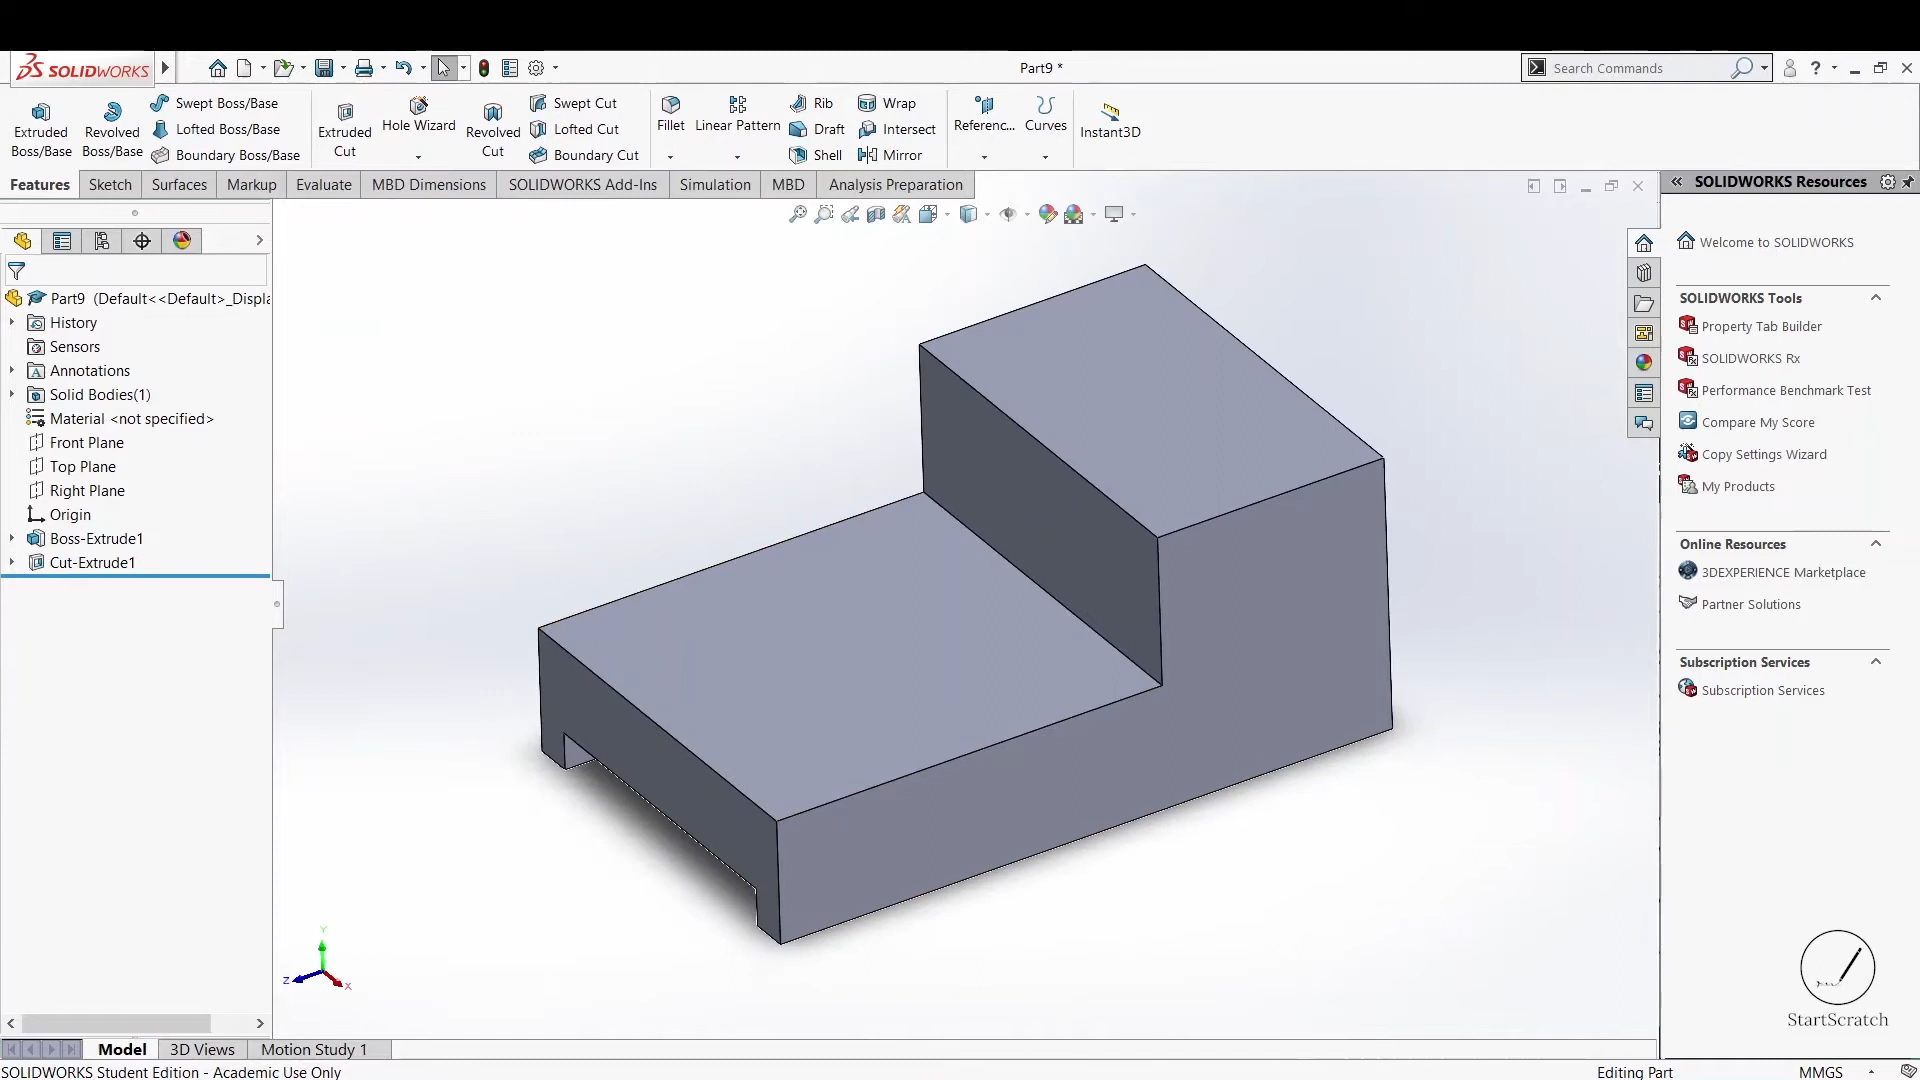 SOLIDWORKS
Part9 *
Search Commands
?
Extruded Boss/Base
Revolved Boss/Base
Swept Boss/Base
Lofted Boss/Base
Boundary Boss/Base
Extruded Cut
Hole Wizard
Revolved Cut
Swept Cut
Lofted Cut
Boundary Cut
Fillet
Linear Pattern
Rib
Draft
Shell
Wrap
Intersect
Mirror
Referenc...
Curves
Instant3D
Features
Sketch
Surfaces
Markup
Evaluate
MBD Dimensions
SOLIDWORKS Add-Ins
Simulation
MBD
Analysis Preparation
Part9 (Default<<Default>_Displa
History
Sensors
Annotations
Solid Bodies(1)
Material <not specified>
Front Plane
Top Plane
Right Plane
Origin
Boss-Extrude1
Cut-Extrude1
Y
Z
X
SOLIDWORKS Resources
Welcome to SOLIDWORKS
SOLIDWORKS Tools
Property Tab Builder
SOLIDWORKS Rx
Performance Benchmark Test
Compare My Score
Copy Settings Wizard
My Products
Online Resources
3DEXPERIENCE Marketplace
Partner Solutions
Subscription Services
Subscription Services
StartScratch
Model
3D Views
Motion Study 1
SOLIDWORKS Student Edition - Academic Use Only
Editing Part
MMGS